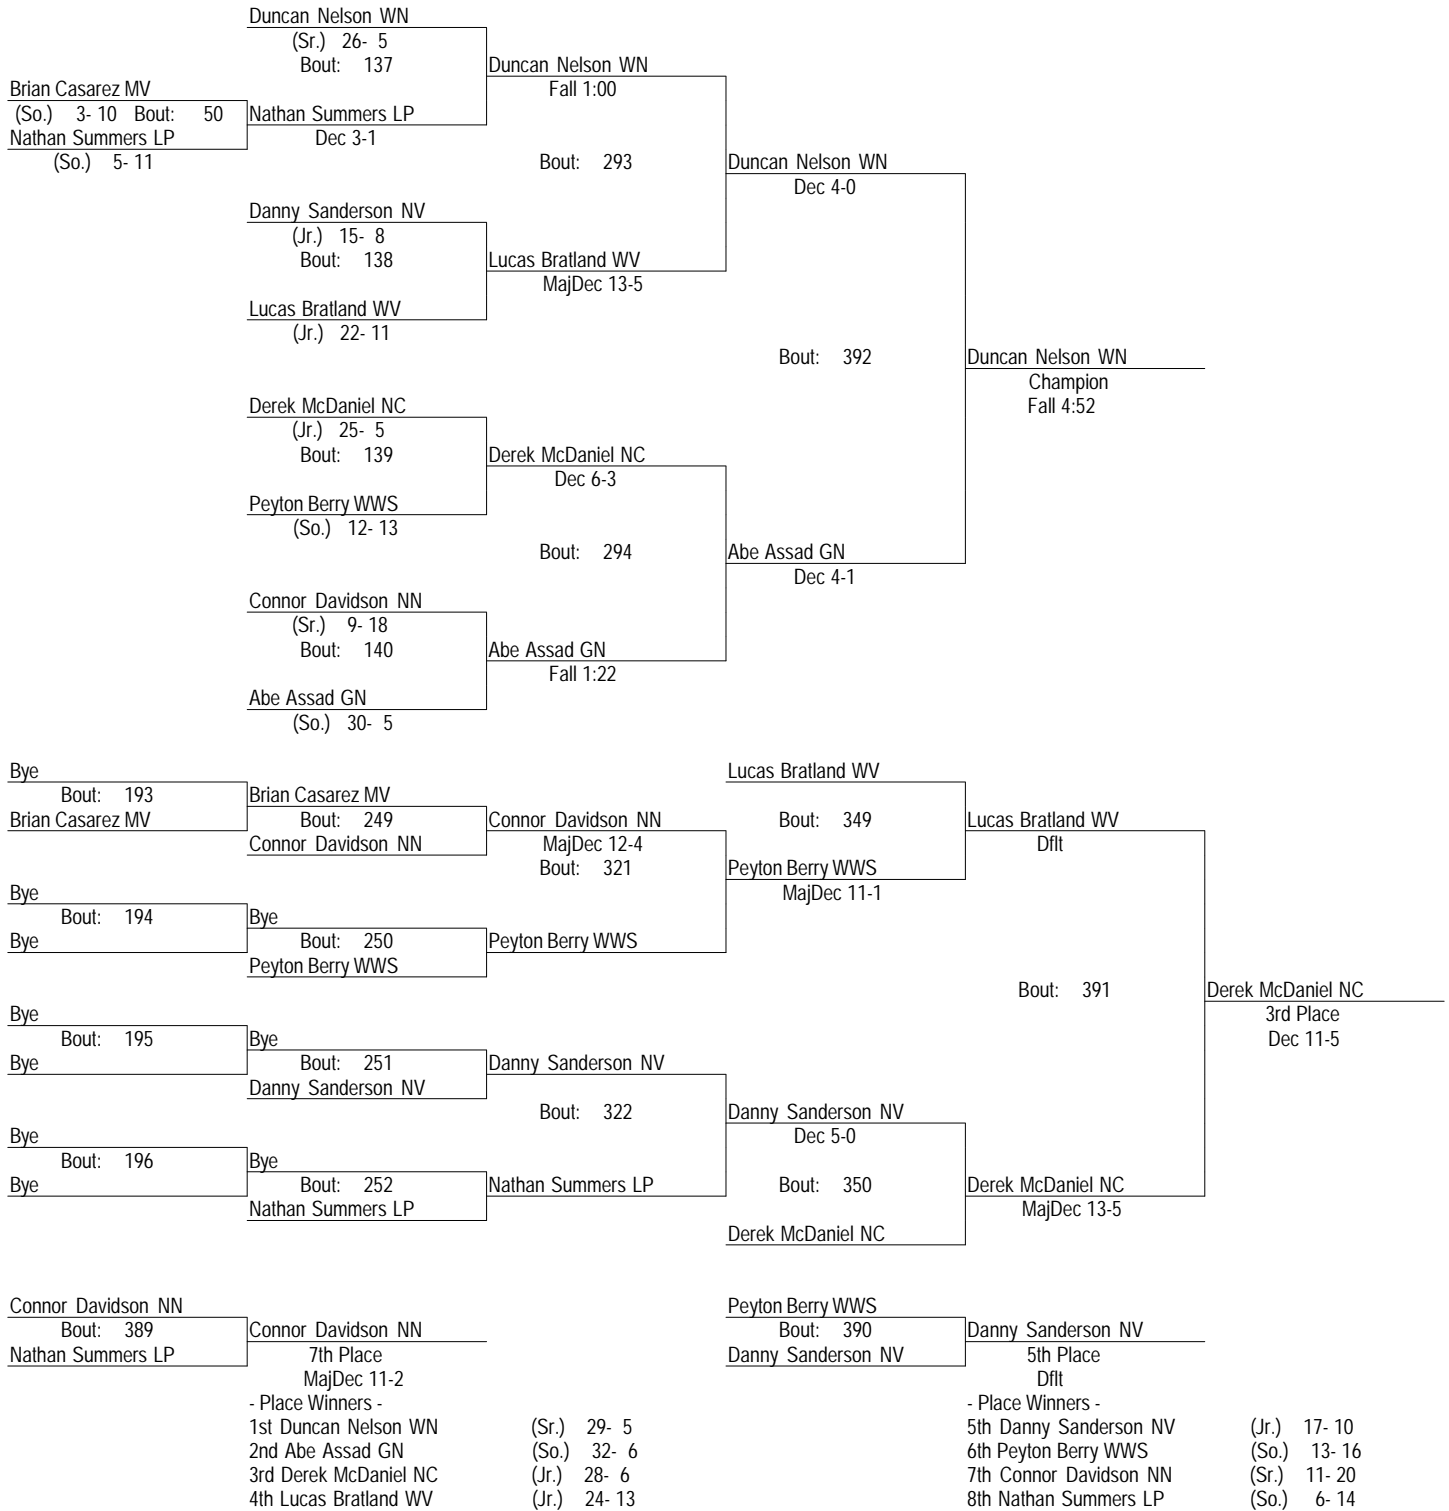 Duncan Nelson WN
(Sr.) 26- 5
Bout: 137
Duncan Nelson WN
Fall 1:00
Brian Casarez MV
(So.) 3- 10 Bout: 50
Nathan Summers LP
(So.) 5- 11
Nathan Summers LP
Dec 3-1
Bout: 293
Duncan Nelson WN
Dec 4-0
Danny Sanderson NV
(Jr.) 15- 8
Bout: 138
Lucas Bratland WV
MajDec 13-5
Lucas Bratland WV
(Jr.) 22- 11
Bout: 392
Duncan Nelson WN
Champion
Fall 4:52
Derek McDaniel NC
(Jr.) 25- 5
Bout: 139
Derek McDaniel NC
Dec 6-3
Peyton Berry WWS
(So.) 12- 13
Bout: 294
Abe Assad GN
Dec 4-1
Connor Davidson NN
(Sr.) 9- 18
Bout: 140
Abe Assad GN
Fall 1:22
Abe Assad GN
(So.) 30- 5
Bye
Bout: 193
Brian Casarez MV
Brian Casarez MV
Bout: 249
Connor Davidson NN
Connor Davidson NN
MajDec 12-4
Bout: 321
Lucas Bratland WV
Bout: 349
Peyton Berry WWS
MajDec 11-1
Lucas Bratland WV
Dflt
Bye
Bout: 194
Bye
Bye
Bout: 250
Peyton Berry WWS
Peyton Berry WWS
Bout: 391
Derek McDaniel NC
3rd Place
Dec 11-5
Bye
Bout: 195
Bye
Bye
Bout: 251
Danny Sanderson NV
Danny Sanderson NV
Bout: 322
Danny Sanderson NV
Dec 5-0
Bye
Bout: 196
Bye
Bye
Bout: 252
Nathan Summers LP
Nathan Summers LP
Bout: 350
Derek McDaniel NC
Derek McDaniel NC
MajDec 13-5
Connor Davidson NN
Bout: 389
Nathan Summers LP
Connor Davidson NN
7th Place
MajDec 11-2
Peyton Berry WWS
Bout: 390
Danny Sanderson NV
Danny Sanderson NV
5th Place
Dflt
- Place Winners -
1st Duncan Nelson WN (Sr.) 29- 5
2nd Abe Assad GN (So.) 32- 6
3rd Derek McDaniel NC (Jr.) 28- 6
4th Lucas Bratland WV (Jr.) 24- 13
- Place Winners -
5th Danny Sanderson NV (Jr.) 17- 10
6th Peyton Berry WWS (So.) 13- 16
7th Connor Davidson NN (Sr.) 11- 20
8th Nathan Summers LP (So.) 6- 14